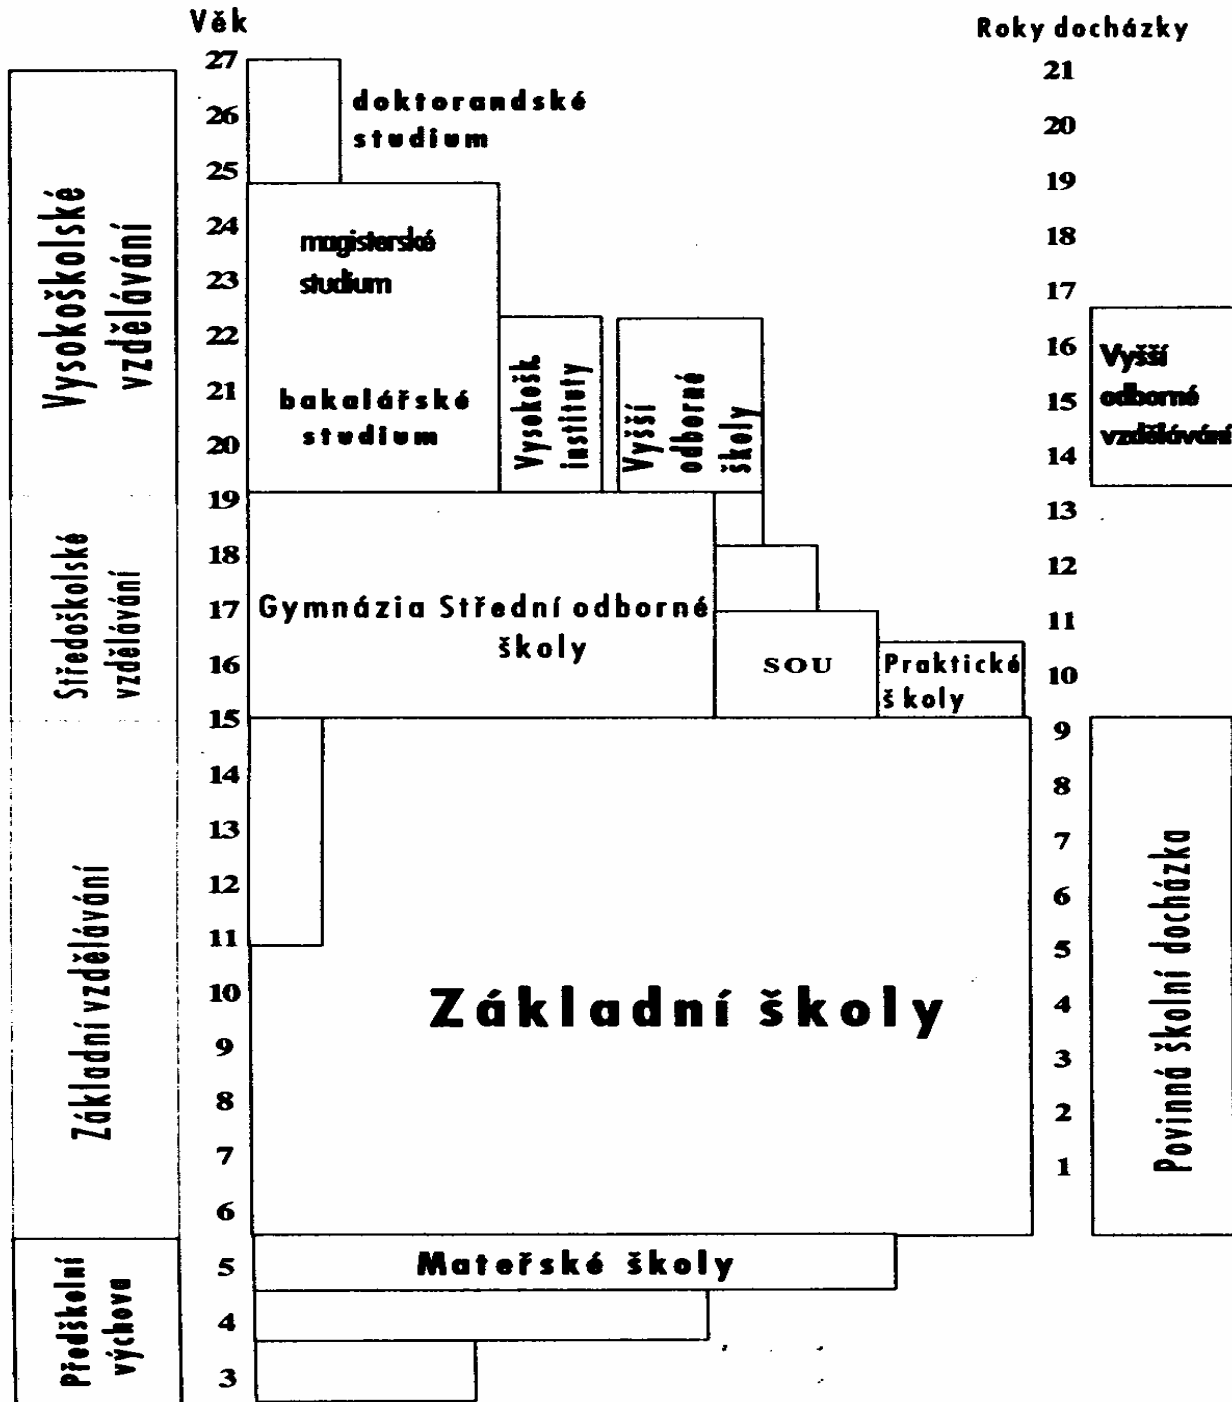 Věk
Roky docházky
27
26
25
24
23
22
21
20
19
18
17
16
15
14
13
12
11
10
9
8
7
6
5
4
3
21
20
19
18
17
16
15
14
13
12
11
10
9
8
7
6
5
4
3
2
1
Vysokoškolské
vzdělávání
Středoškolské
vzdělávání
Základní vzdělávání
Předškolní
výchova
doktorandské
studium
magisterské
studium
bakalářské
studium
Vysokošk.
instituty
Vyšší
odborné
školy
Gymnázia Střední odborné
školy
SOU
Praktické
školy
Základní školy
Mateřské školy
Vyšší
odborné
vzdělávání
Povinná školní docházka